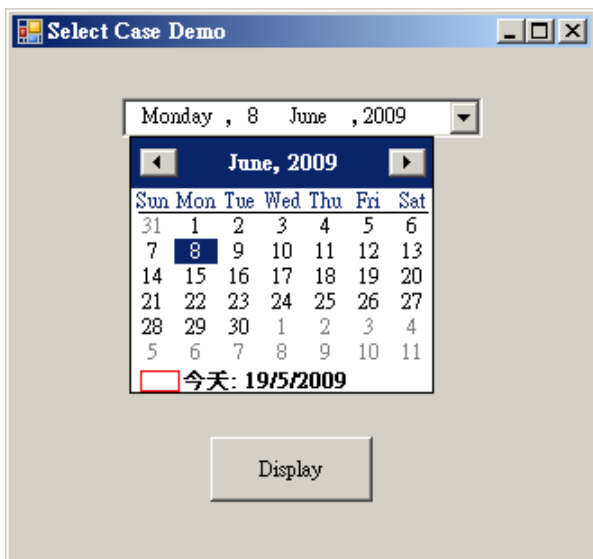 Select Case Demo
Monday , 8 June , 2009
June, 2009
Sun Mon Tue Wed Thu Fri Sat
31 1 2 3 4 5 6
7 8 9 10 11 12 13
14 15 16 17 18 19 20
21 22 23 24 25 26 27
28 29 30 1 2 3 4
5 6 7 8 9 10 11
今天: 19/5/2009
Display